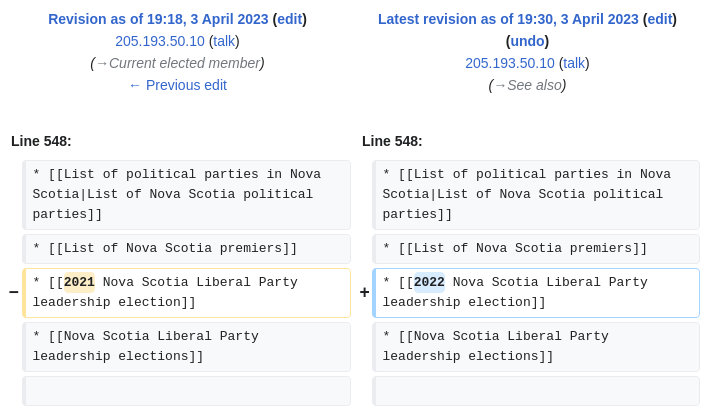 Revision as of 19:18, 3 April 2023 (edit)
205.193.50.10 (talk)
(→Current elected member)
← Previous edit
Latest revision as of 19:30, 3 April 2023 (edit)
(undo)
205.193.50.10 (talk)
(→See also)
Line 548:
* [[List of political parties in Nova
Scotia|List of Nova Scotia political
parties]]
* [[List of Nova Scotia premiers]]
− * [[2021 Nova Scotia Liberal Party
leadership election]]
* [[Nova Scotia Liberal Party
leadership elections]]
Line 548:
* [[List of political parties in Nova
Scotia|List of Nova Scotia political
parties]]
* [[List of Nova Scotia premiers]]
+ * [[2022 Nova Scotia Liberal Party
leadership election]]
* [[Nova Scotia Liberal Party
leadership elections]]